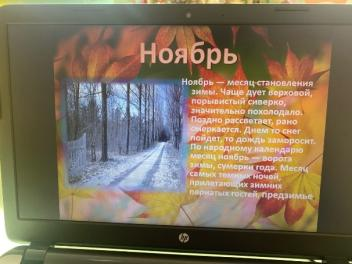 Ноябрь
Ноябрь – месяц становления
зимы. Чаще дует верховой,
порывистый сиверко,
значительно похолодало.
Поздно рассветает, рано
смеркается. Днем то снег
пойдет, то дождь заморосит.
По народному календарю
месяц ноябрь – ворота
зимы, сумерки года. Месяц
самых темных ночей,
прилетающих зимних
пернатых гостей, предзимье
hp